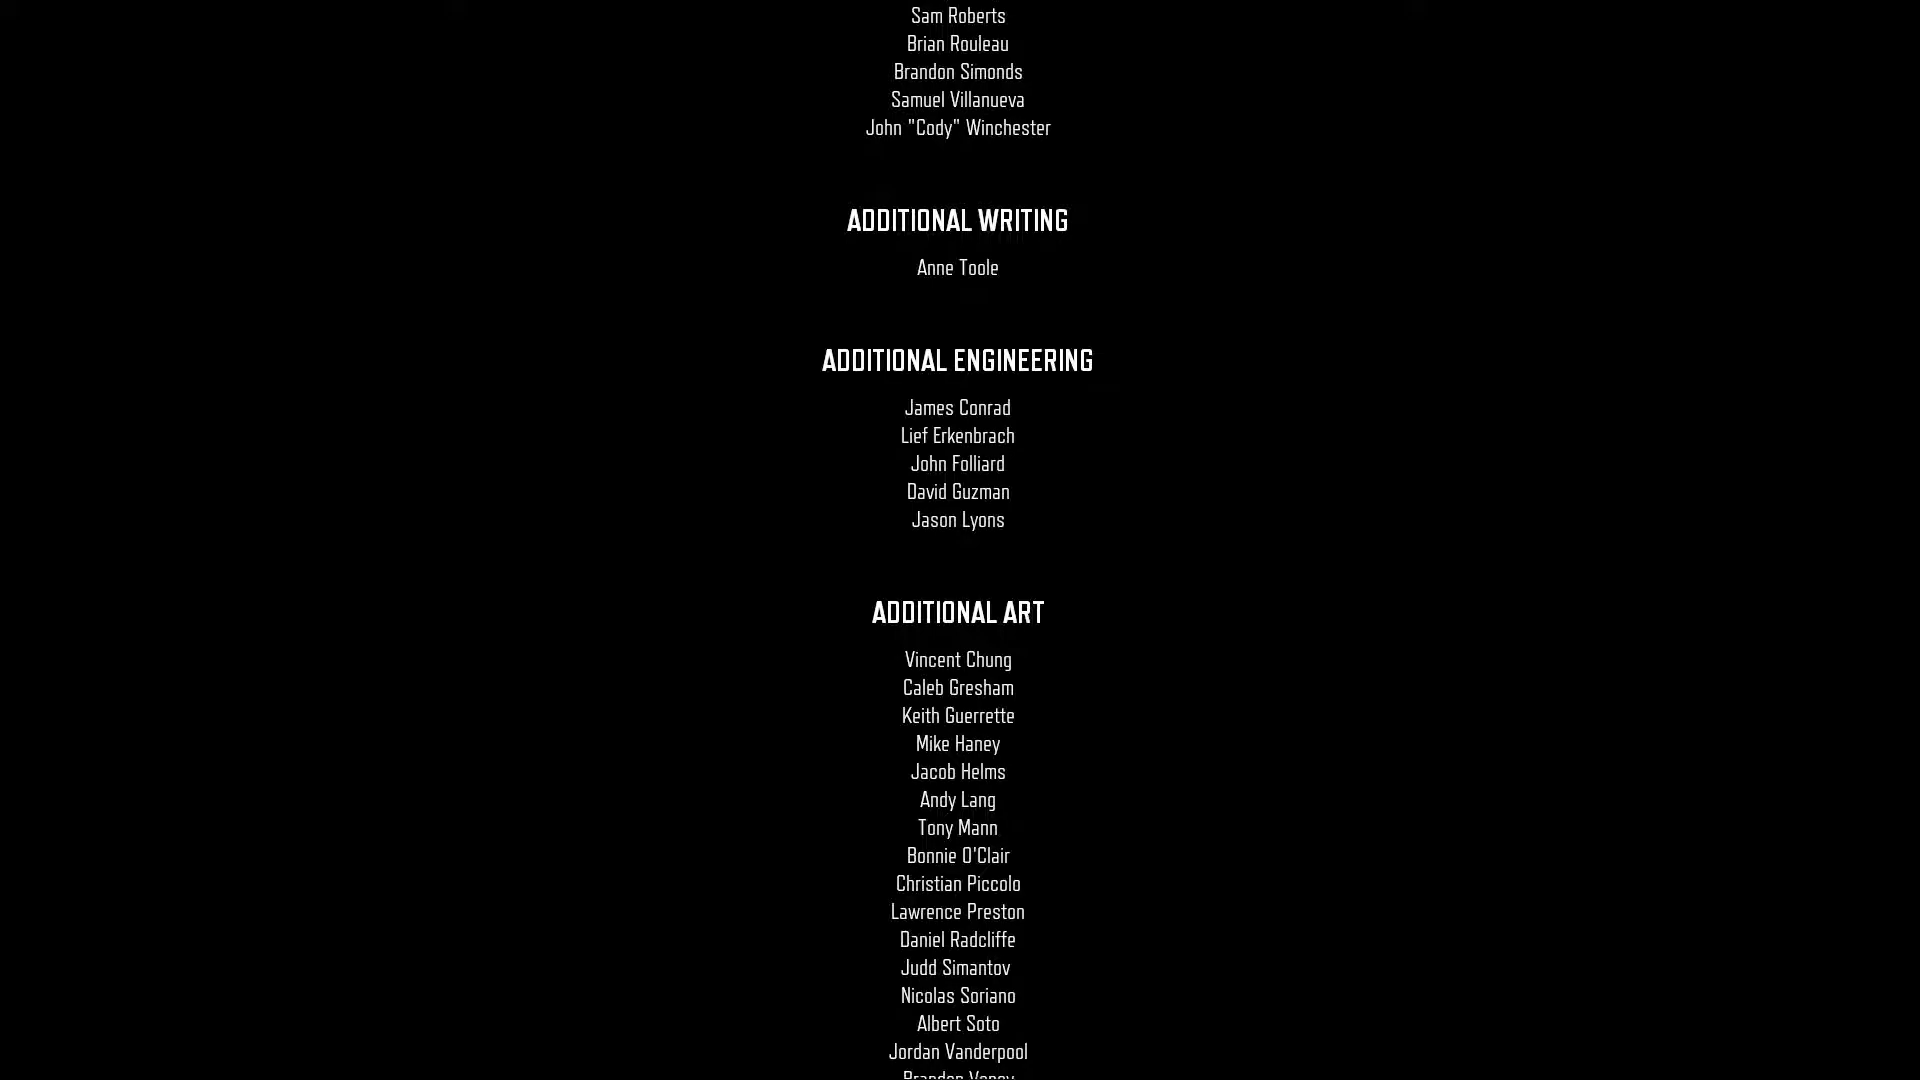 Sam Roberts
Brian Rouleau
Brandon Simonds
Samuel Villanueva
John "Cody" Winchester
ADDITIONAL WRITING
Anne Toole
ADDITIONAL ENGINEERING
James Conrad
Lief Erkenbrach
John Folliard
David Guzman
Jason Lyons
ADDITIONAL ART
Vincent Chung
Caleb Gresham
Keith Guerrette
Mike Haney
Jacob Helms
Andy Lang
Tony Mann
Bonnie O'Clair
Christian Piccolo
Lawrence Preston
Daniel Radcliffe
Judd Simantov
Nicolas Soriano
Albert Soto
Jordan Vanderpool
Brandon